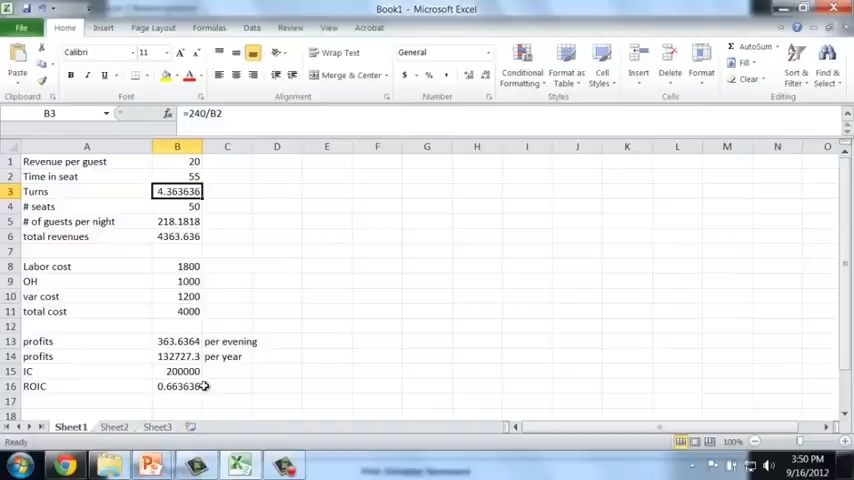 Book1 - Microsoft Excel
File Home Insert Page Layout Formulas Data Review View Acrobat
Calibri 11 Wrap Text General AutoSum
Fill
Paste B I U Merge & Center $ % , Conditional Formatting Format as Table Cell Styles Insert Delete Format Clear Sort & Filter Find & Select
Clipboard Font Alignment Number Styles Cells Editing
B3 fx =240/B2
A B C D E F G H I J K L M N O
1 Revenue per guest 20
2 Time in seat 55
3 Turns 4.363636
4 # seats 50
5 # of guests per night 218.1818
6 total revenues 4363.636
7
8 Labor cost 1800
9 OH 1000
10 var cost 1200
11 total cost 4000
12
13 profits 363.6364 per evening
14 profits 132727.3 per year
15 IC 200000
16 ROIC 0.663636
17
18
Sheet1 Sheet2 Sheet3
Ready 100%
3:50 PM
9/16/2012